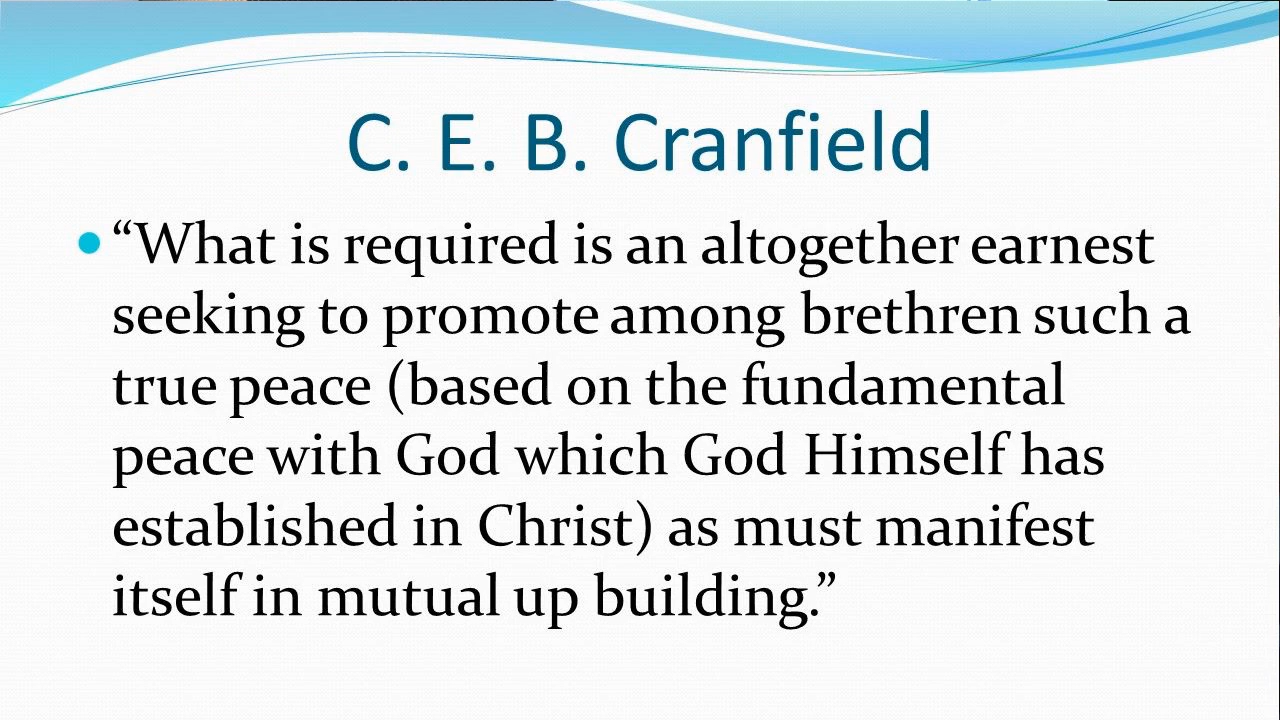 C. E. B. Cranfield
• “What is required is an altogether earnest
seeking to promote among brethren such a
true peace (based on the fundamental
peace with God which God Himself has
established in Christ) as must manifest
itself in mutual up building.”